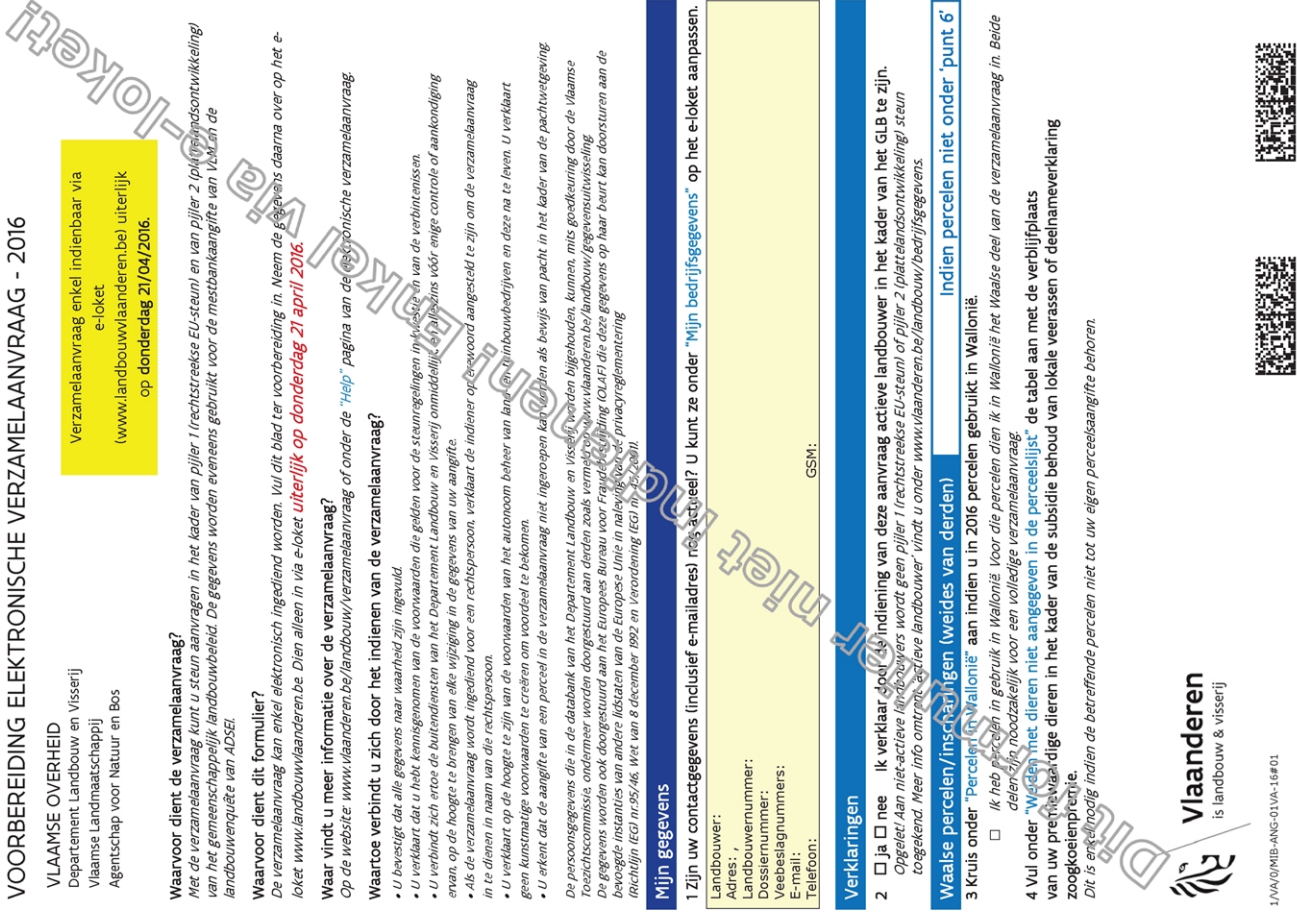 VOORBEREIDING ELEKTRONISCHE VERZAMELAANVRAAG - 2016
VLAAMSE OVERHEID
Departement Landbouw en Visserij
Vlaamse Landmaatschappij
Agentschap voor Natuur en Bos
Verzamelaanvraag enkel indienbaar via
e-loket
(www.landbouwvlaanderen.be) uiterlijk
op donderdag 21/04/2016.
Waarvoor dient de verzamelaanvraag?
Met de verzamelaanvraag kunt u steun aanvragen in het kader van pijler 1 (rechtstreekse EU-steun) en van pijler 2 (plattelandsontwikkeling)
van het gemeenschappelijk landbouwbeleid. De gegevens worden eveneens gebruikt voor de mestbankaangifte van VLM en de
landbouwenquête van ADSEI.
Waarvoor dient dit formulier?
De verzamelaanvraag kan enkel elektronisch ingediend worden. Vul dit blad ter voorbereiding in. Neem de gegevens daarna over op het e-
loket www.landbouwvlaanderen.be. Dien alleen in via e-loket uiterlijk op donderdag 21 april 2016.
Waar vindt u meer informatie over de verzamelaanvraag?
Op de website: www.vlaanderen.be/landbouw/verzamelaanvraag of onder de "Help" pagina van de elektronische verzamelaanvraag.
Waartoe verbindt u zich door het indienen van de verzamelaanvraag?
• U bevestigt dat alle gegevens naar waarheid zijn ingevuld.
• U verklaart dat u hebt kennisgenomen van de voorwaarden die gelden voor de steunregelingen in kwestie en van de verbintenissen.
• U verbindt zich ertoe de buitendiensten van het Departement Landbouw en Visserij onmiddellijk, en alleszins vóór enige controle of aankondiging
ervan, op de hoogte te brengen van elke wijziging in de gegevens van uw aangifte.
• Als de verzamelaanvraag wordt ingediend voor een rechtspersoon, verklaart de indiener op erewoord aangesteld te zijn om de verzamelaanvraag
in te dienen in naam van die rechtspersoon.
• U verklaart op de hoogte te zijn van de voorwaarden van het autonoom beheer van land- en tuinbouwbedrijven en deze na te leven. U verklaart
geen kunstmatige voorwaarden te creëren om voordeel te bekomen.
• U erkent dat de aangifte van een perceel in de verzamelaanvraag niet ingeroepen kan worden als bewijs van pacht in het kader van de pachtwetgeving.
De persoonsgegevens die in de databank van het Departement Landbouw en Visserij worden bijgehouden, kunnen, mits goedkeuring door de Vlaamse
Toezichtscommissie, ondermeer worden doorgestuurd aan derden zoals vermeld op www.vlaanderen.be/landbouw/gegevensuitwisseling.
De gegevens worden ook doorgestuurd aan het Europees Bureau voor Fraudebestrijding (OLAF) die deze gegevens op haar beurt kan doorsturen aan de
bevoegde instanties van andere lidstaten van de Europese Unie in naleving van de privacyreglementering
(Richtlijn (EG) nr.95/46, Wet van 8 december 1992 en Verordening (EG) nr. 45/2001).
Mijn gegevens
1 Zijn uw contactgegevens (inclusief e-mailadres) nog actueel? U kunt ze onder "Mijn bedrijfsgegevens" op het e-loket aanpassen.
Landbouwer:
Adres: ,
Landbouwernummer:
Dossiernummer:
Veebeslagnummers:
E-mail:
Telefoon: GSM:
Verklaringen
2 ☐ ja ☐ nee Ik verklaar door de indiening van deze aanvraag actieve landbouwer in het kader van het GLB te zijn.
Opgelet! Aan niet-actieve landbouwers wordt geen pijler 1 (rechtstreekse EU-steun) of pijler 2 (plattelandsontwikkeling) steun
toegekend. Meer info omtrent 'actieve landbouwer' vindt u onder www.vlaanderen.be/landbouw/bedrijfsgegevens.
Waalse percelen/inscharingen (weides van derden) Indien percelen niet onder 'punt 6'
3 Kruis onder "Percelen in Wallonië" aan indien u in 2016 percelen gebruikt in Wallonië.
☐ Ik heb percelen in gebruik in Wallonië. Voor die percelen dien ik in Wallonië het Waalse deel van de verzamelaanvraag in. Beide
delen zijn noodzakelijk voor een volledige verzamelaanvraag.
4 Vul onder "Weiden met dieren niet aangegeven in de perceelslijst" de tabel aan met de verblijfplaats
van uw premiewaardige dieren in het kader van de subsidie behoud van lokale veerassen of deelnameverklaring
zoogkoeienpremie.
Dit is enkel nodig indien de betreffende percelen niet tot uw eigen perceelsaangifte behoren.
Dit formulier niet indienen! Enkel via e-loket!
Vlaanderen
is landbouw & visserij
1/VA/0/MIB-ANG-01VA-16#01